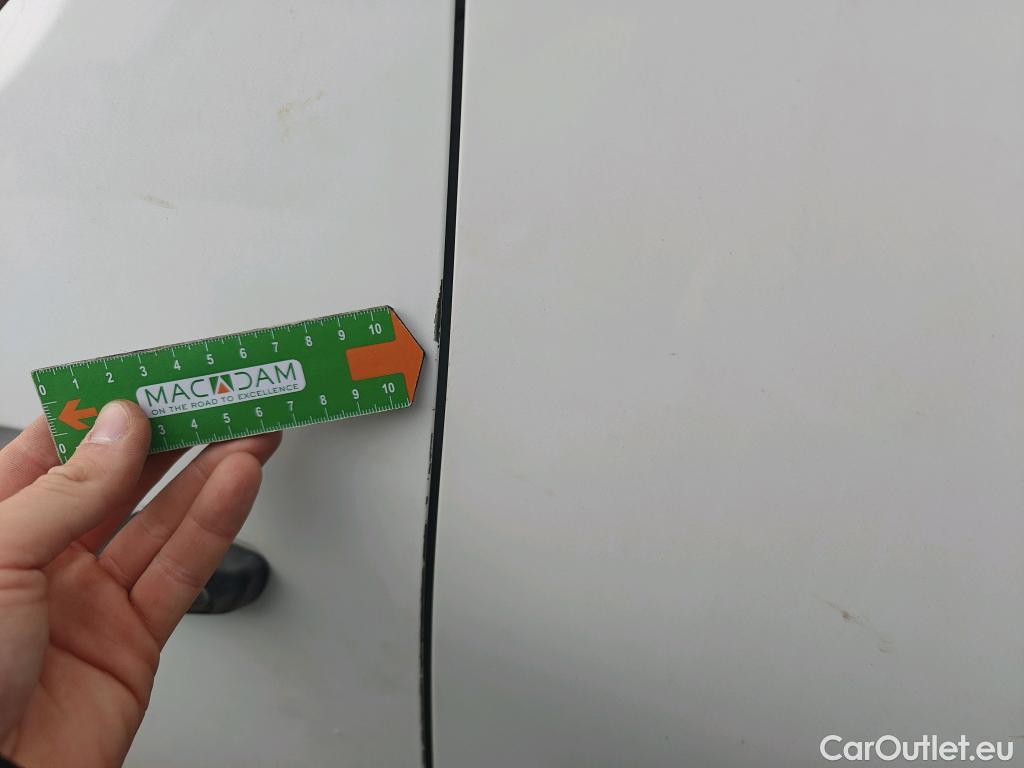 0 1 2 3 4 5 6 7 8 9 10
MACADAM
ON THE ROAD TO EXCELLENCE
0 3 4 5 6 7 8 9 10
CarOutlet.eu